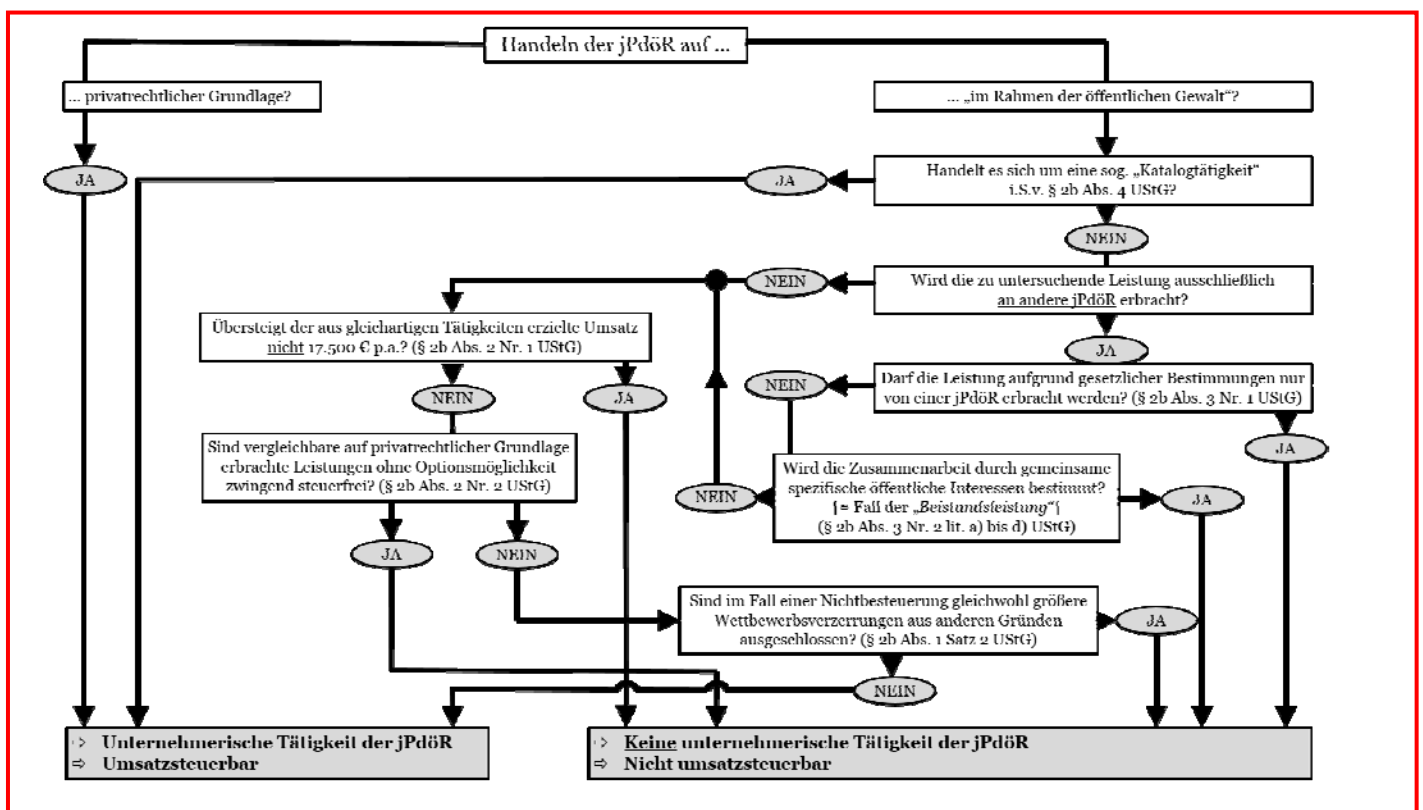 Handeln der jPdöR auf ...
... privatrechtlicher Grundlage?
... „im Rahmen der öffentlichen Gewalt“?
JA
JA
Handelt es sich um eine sog. „Katalogtätigkeit“
i.S.v. § 2b Abs. 4 UStG?
NEIN
NEIN
Wird die zu untersuchende Leistung ausschließlich
an andere jPdöR erbracht?
Übersteigt der aus gleichartigen Tätigkeiten erzielte Umsatz
nicht 17.500 € p.a.? (§ 2b Abs. 2 Nr. 1 UStG)
JA
NEIN
JA
NEIN
Darf die Leistung aufgrund gesetzlicher Bestimmungen nur
von einer jPdöR erbracht werden? (§ 2b Abs. 3 Nr. 1 UStG)
Sind vergleichbare auf privatrechtlicher Grundlage
erbrachte Leistungen ohne Optionsmöglichkeit
zwingend steuerfrei? (§ 2b Abs. 2 Nr. 2 UStG)
JA
NEIN
Wird die Zusammenarbeit durch gemeinsame
spezifische öffentliche Interessen bestimmt?
[= Fall der „Beistandsleistung“]
(§ 2b Abs. 3 Nr. 2 lit. a) bis d) UStG)
JA
JA
NEIN
Sind im Fall einer Nichtbesteuerung gleichwohl größere
Wettbewerbsverzerrungen aus anderen Gründen
ausgeschlossen? (§ 2b Abs. 1 Satz 2 UStG)
JA
NEIN
⇨ Unternehmerische Tätigkeit der jPdöR
⇨ Umsatzsteuerbar
⇨ Keine unternehmerische Tätigkeit der jPdöR
⇨ Nicht umsatzsteuerbar